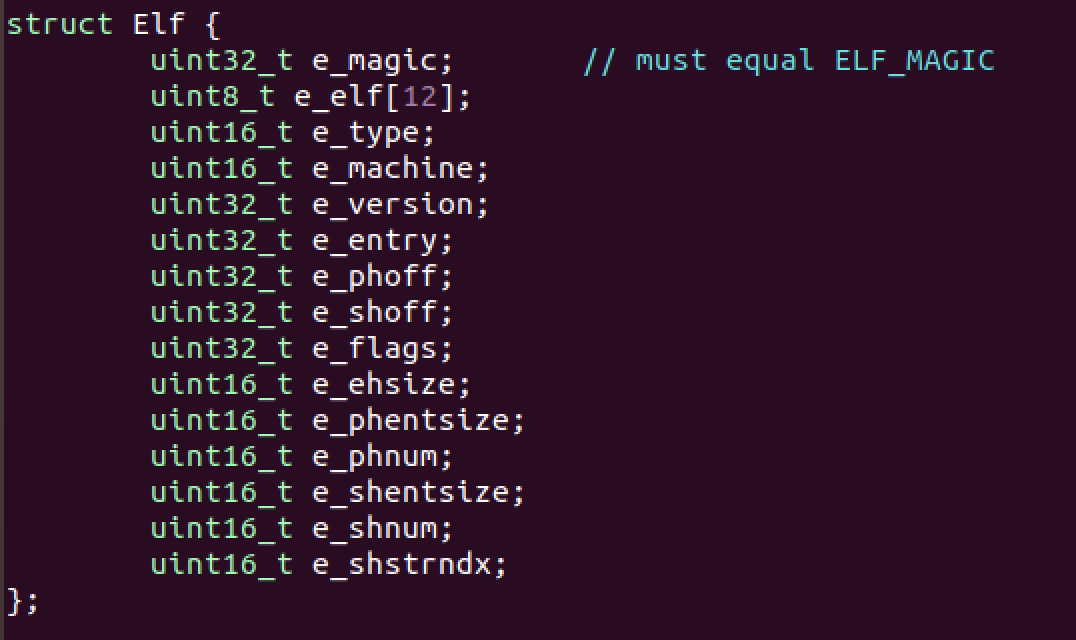 struct Elf {
        uint32_t e_magic;       // must equal ELF_MAGIC
        uint8_t e_elf[12];
        uint16_t e_type;
        uint16_t e_machine;
        uint32_t e_version;
        uint32_t e_entry;
        uint32_t e_phoff;
        uint32_t e_shoff;
        uint32_t e_flags;
        uint16_t e_ehsize;
        uint16_t e_phentsize;
        uint16_t e_phnum;
        uint16_t e_shentsize;
        uint16_t e_shnum;
        uint16_t e_shstrndx;
};